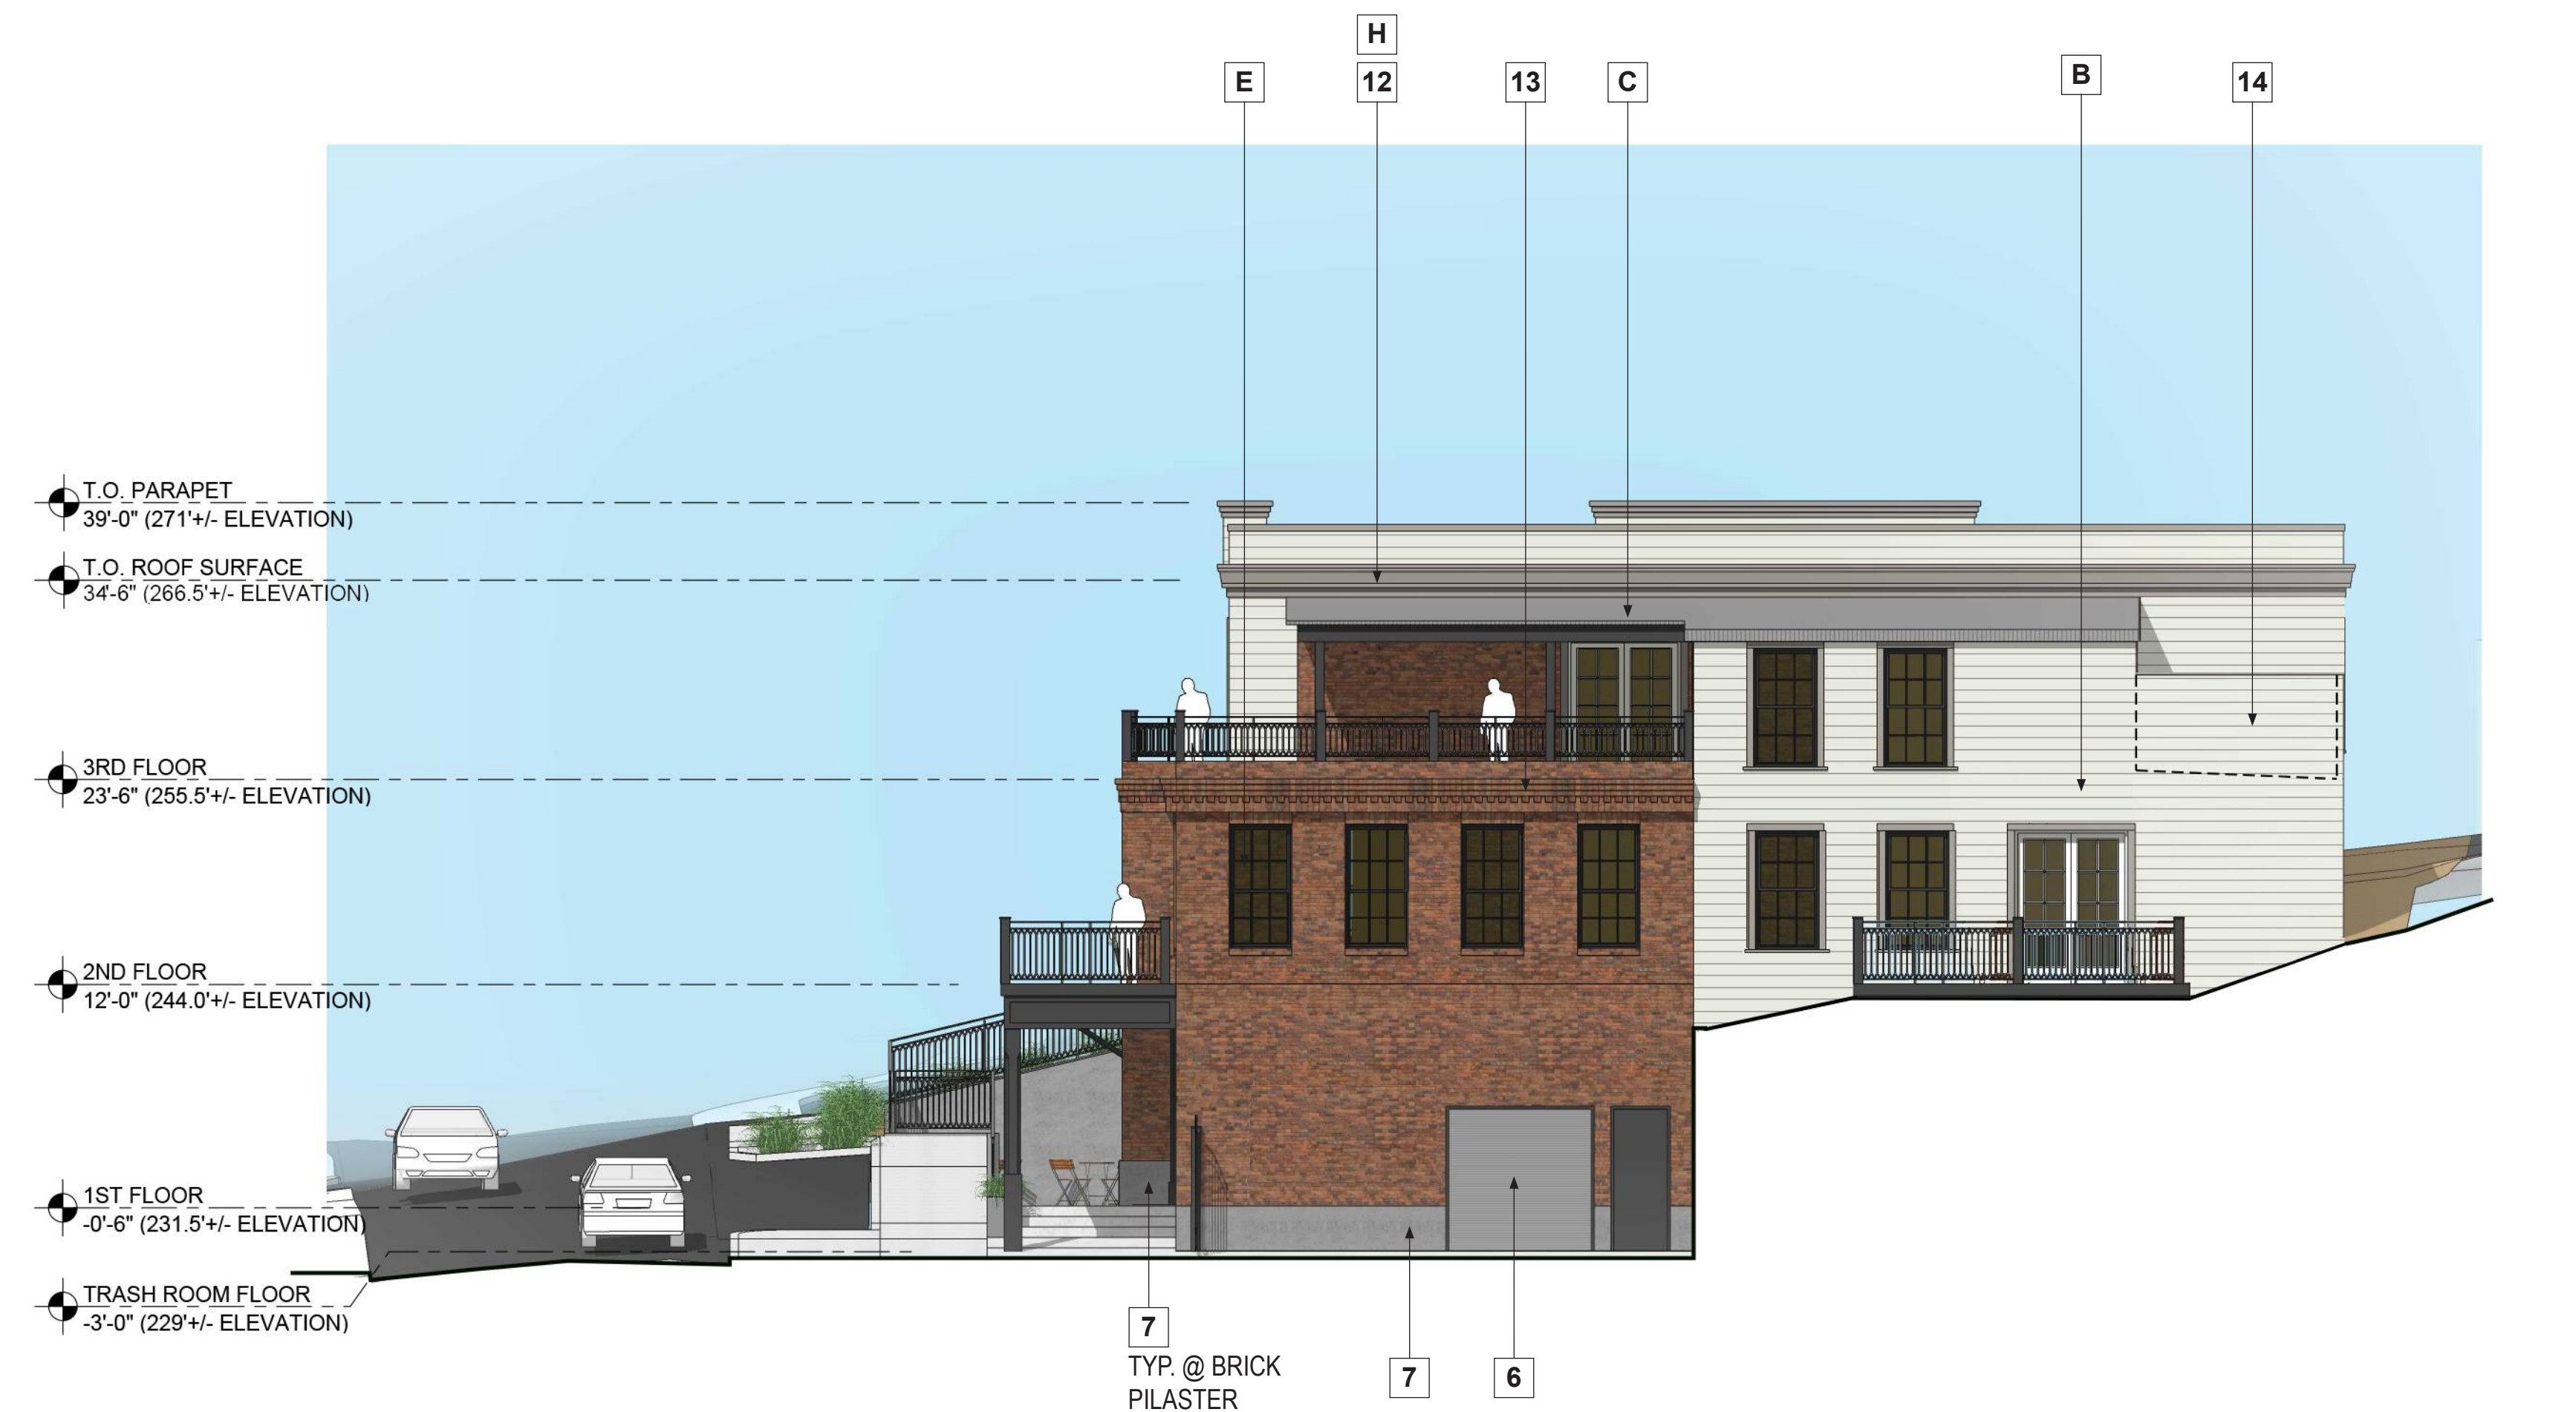 H
E
12
13
C
B
14
T.O. PARAPET
39'-0" (271'+/- ELEVATION)
T.O. ROOF SURFACE
34'-6" (266.5'+/- ELEVATION)
3RD FLOOR
23'-6" (255.5'+/- ELEVATION)
2ND FLOOR
12'-0" (244.0'+/- ELEVATION)
1ST FLOOR
-0'-6" (231.5'+/- ELEVATION)
TRASH ROOM FLOOR
-3'-0" (229'+/- ELEVATION)
7
TYP. @ BRICK
PILASTER
7
6